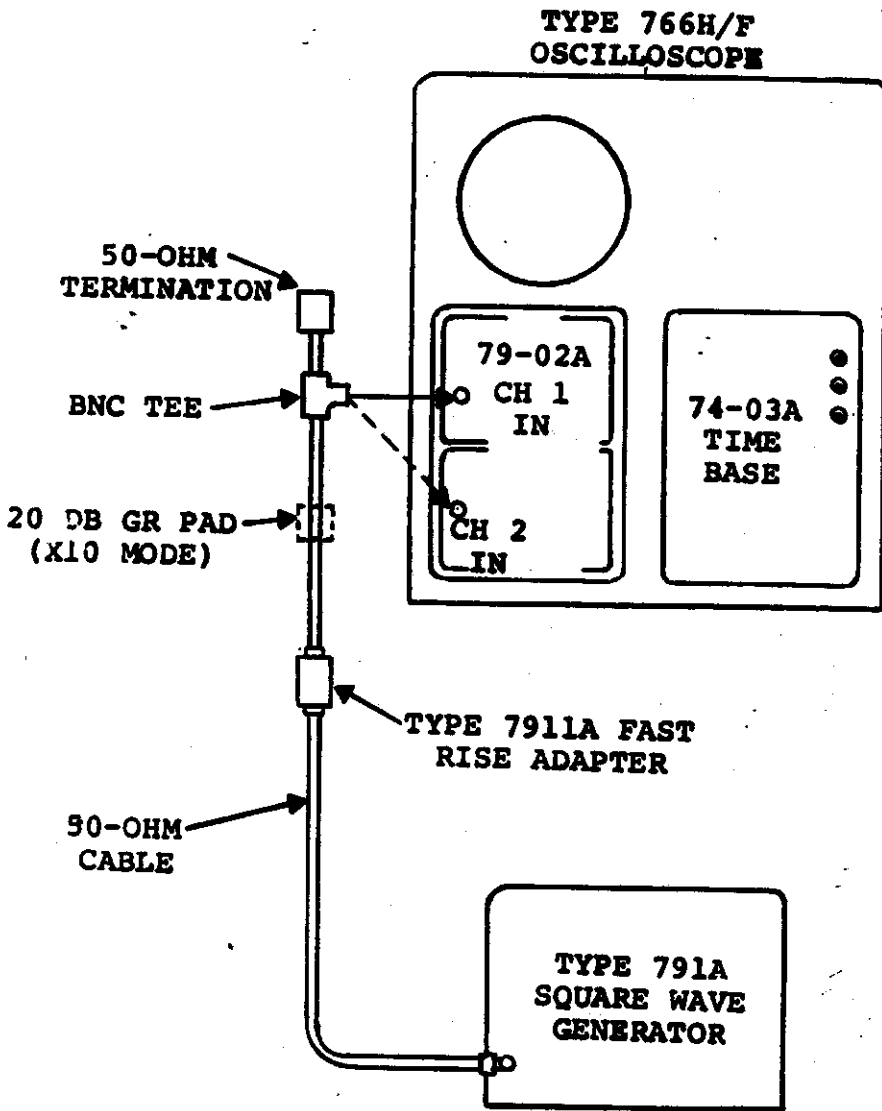 TYPE 766H/F
OSCILLOSCOPE
50-OHM
TERMINATION
79-02A
CH 1
IN
BNC TEE
74-03A
TIME
BASE
20 DB GR PAD
(X10 MODE)
CH 2
IN
TYPE 7911A FAST
RISE ADAPTER
90-OHM
CABLE
TYPE 791A
SQUARE WAVE
GENERATOR